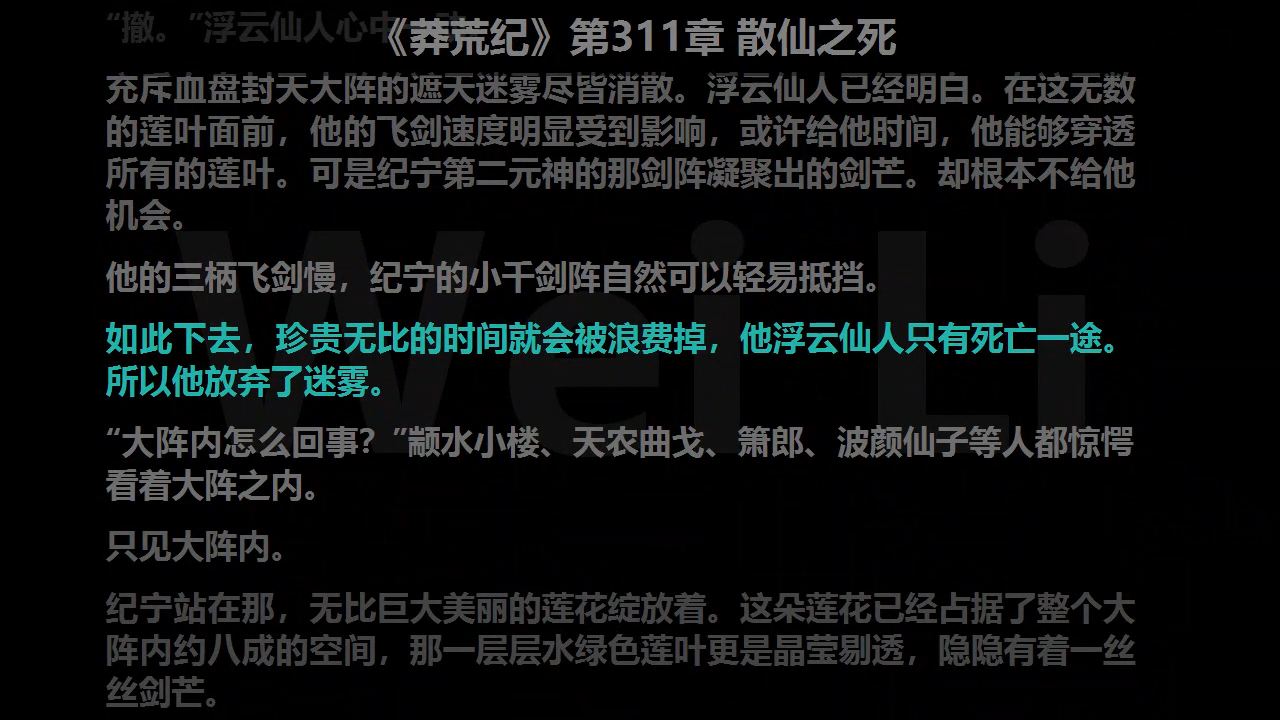 《莽荒纪》第311章 散仙之死
“撤。”浮云仙人心中一动
充斥血盘封天大阵的遮天迷雾尽皆消散。浮云仙人已经明白。在这无数
的莲叶面前，他的飞剑速度明显受到影响，或许给他时间，他能够穿透
所有的莲叶。可是纪宁第二元神的那剑阵凝聚出的剑芒。却根本不给他
机会。
他的三柄飞剑慢，纪宁的小千剑阵自然可以轻易抵挡。
如此下去，珍贵无比的时间就会被浪费掉，他浮云仙人只有死亡一途。
所以他放弃了迷雾。
“大阵内怎么回事？”颛水小楼、天农曲戈、箫郎、波颜仙子等人都惊愕
看着大阵之内。
只见大阵内。
纪宁站在那，无比巨大美丽的莲花绽放着。这朵莲花已经占据了整个大
阵内约八成的空间，那一层层水绿色莲叶更是晶莹剔透，隐隐有着一丝
丝剑芒。
Wei Li